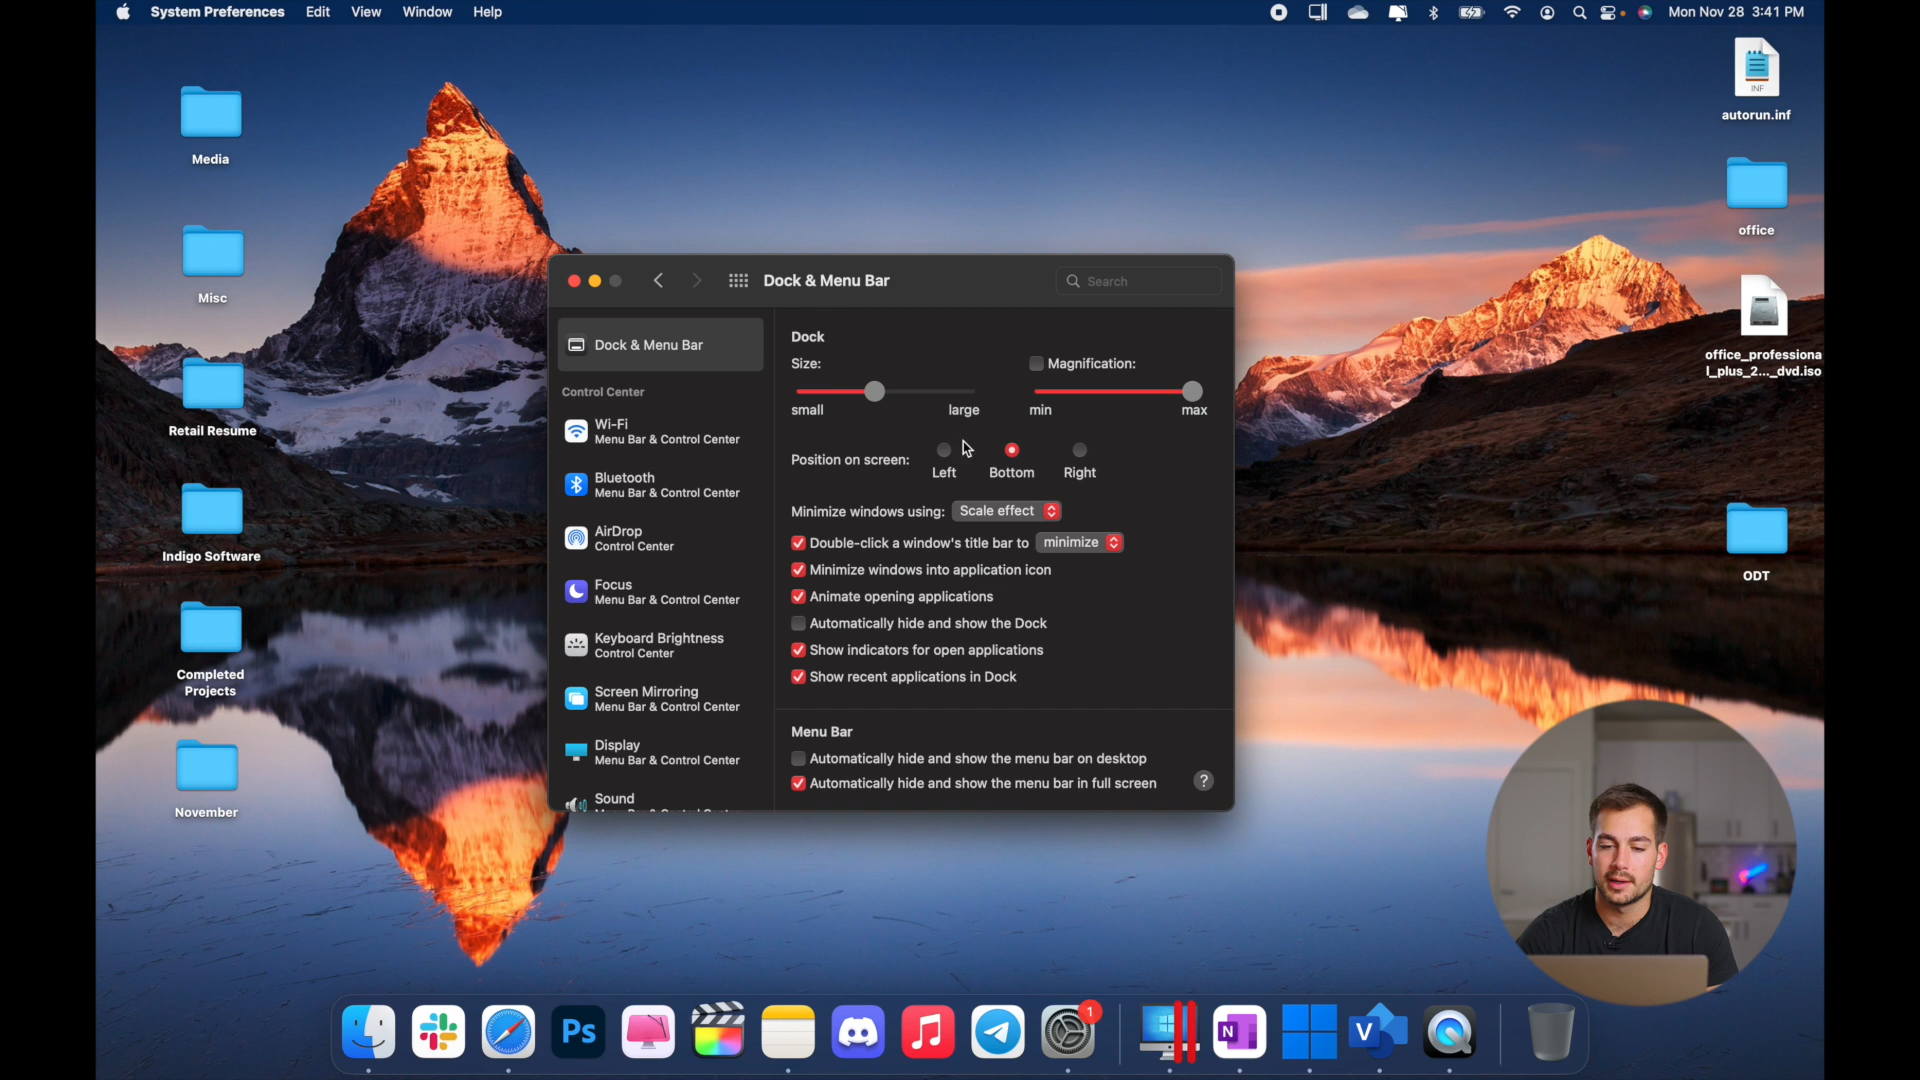 System Preferences Edit View Window Help
Mon Nov 28 3:41 PM
INF
autorun.inf
Media
office
Misc
office_professiona
l_plus_2..._dvd.iso
Retail Resume
Indigo Software
ODT
Completed
Projects
November
Dock & Menu Bar
Search
Dock & Menu Bar
Control Center
Wi-Fi
Menu Bar & Control Center
Bluetooth
Menu Bar & Control Center
AirDrop
Control Center
Focus
Menu Bar & Control Center
Keyboard Brightness
Control Center
Screen Mirroring
Menu Bar & Control Center
Display
Menu Bar & Control Center
Sound
Dock
Size:
Magnification:
small large
min max
Position on screen:
Left Bottom Right
Minimize windows using: Scale effect
Double-click a window's title bar to minimize
Minimize windows into application icon
Animate opening applications
Automatically hide and show the Dock
Show indicators for open applications
Show recent applications in Dock
Menu Bar
Automatically hide and show the menu bar on desktop
Automatically hide and show the menu bar in full screen
?
Ps
1
N
V